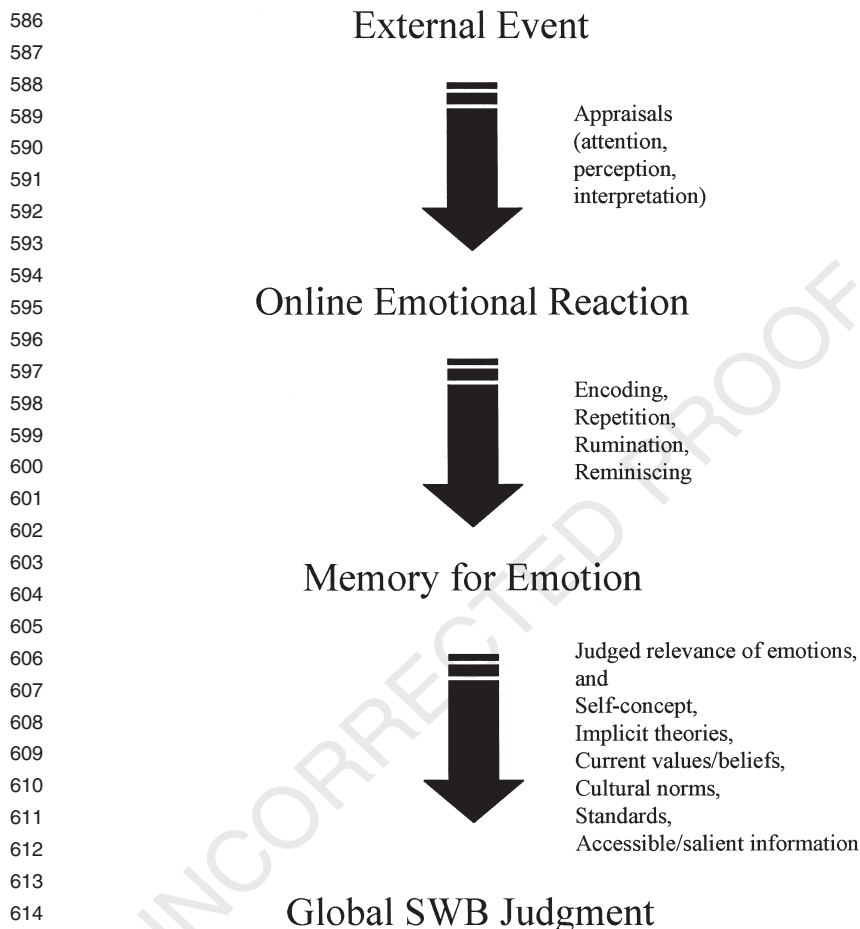 586
External Event
587
588
589
Appraisals
590
(attention,
perception,
591
interpretation)
592
593
594
595
Online Emotional Reaction
596
597
598
Encoding,
Repetition,
599
Rumination,
600
Reminiscing
601
602
603
Memory for Emotion
604
605
606
Judged relevance of emotions,
and
607
Self-concept,
608
Implicit theories,
609
Current values/beliefs,
610
Cultural norms,
611
Standards,
612
Accessible/salient information
613
614
Global SWB Judgment
INCORRECTED PROOF